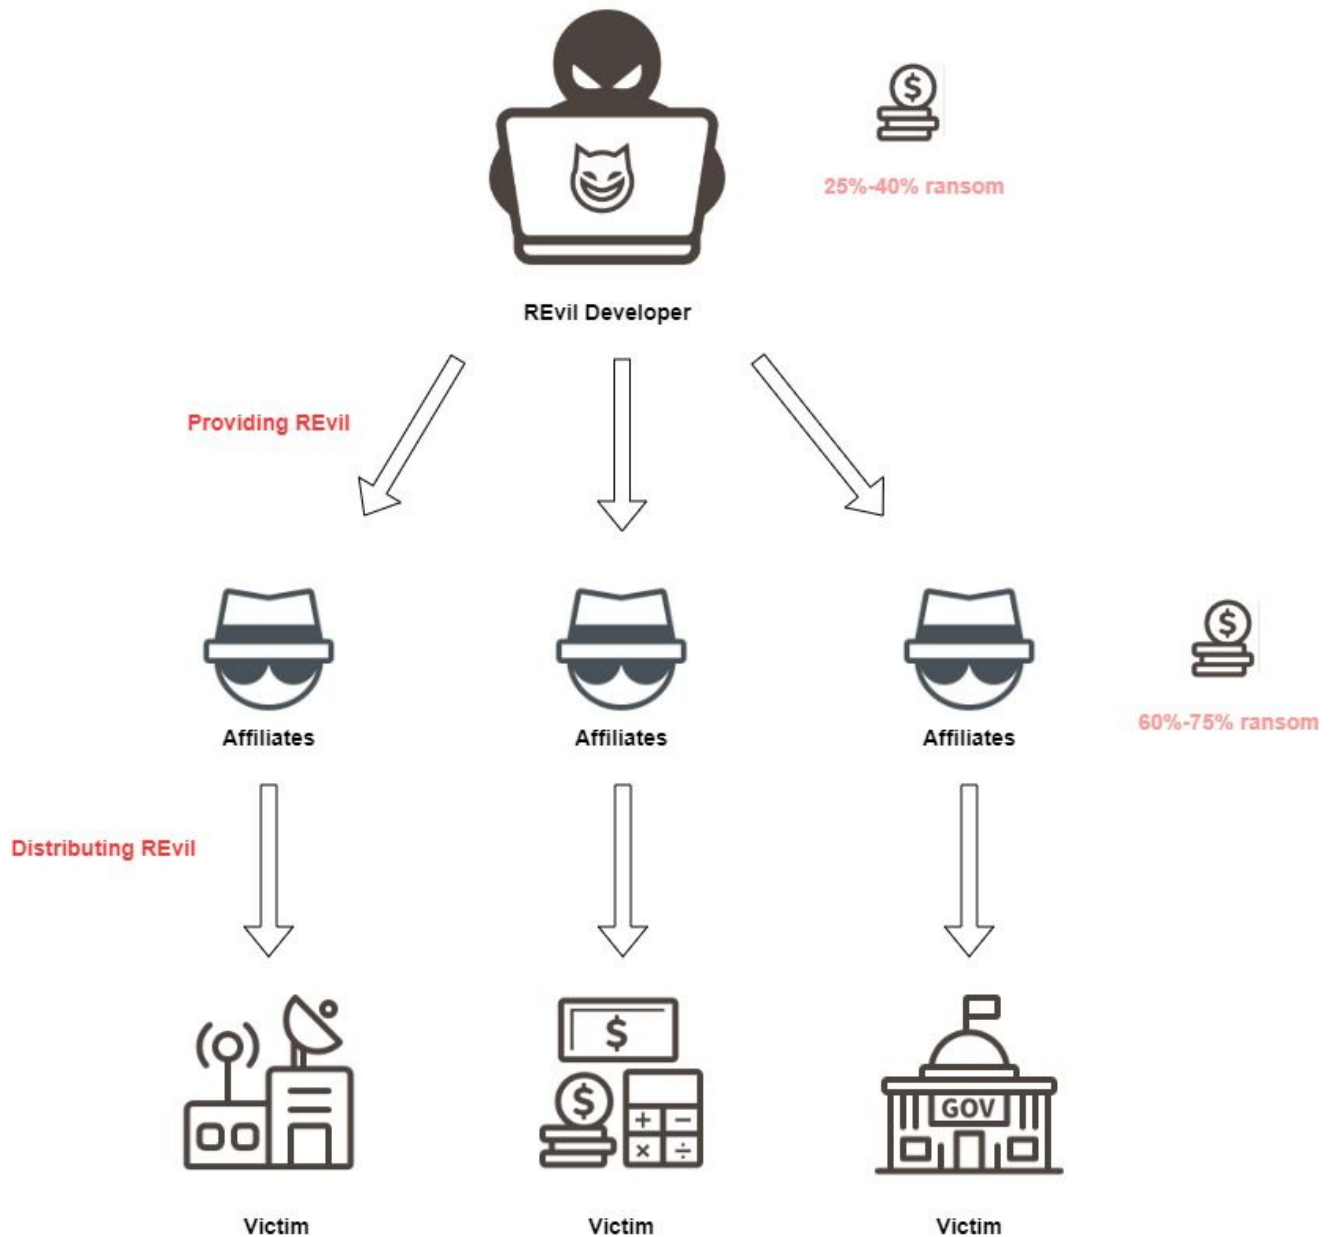 $
25%-40% ransom
REvil Developer
Providing REvil
$
Affiliates
Affiliates
Affiliates
60%-75% ransom
Distributing REvil
$
$
+ −
× ÷
GOV
Victim
Victim
Victim